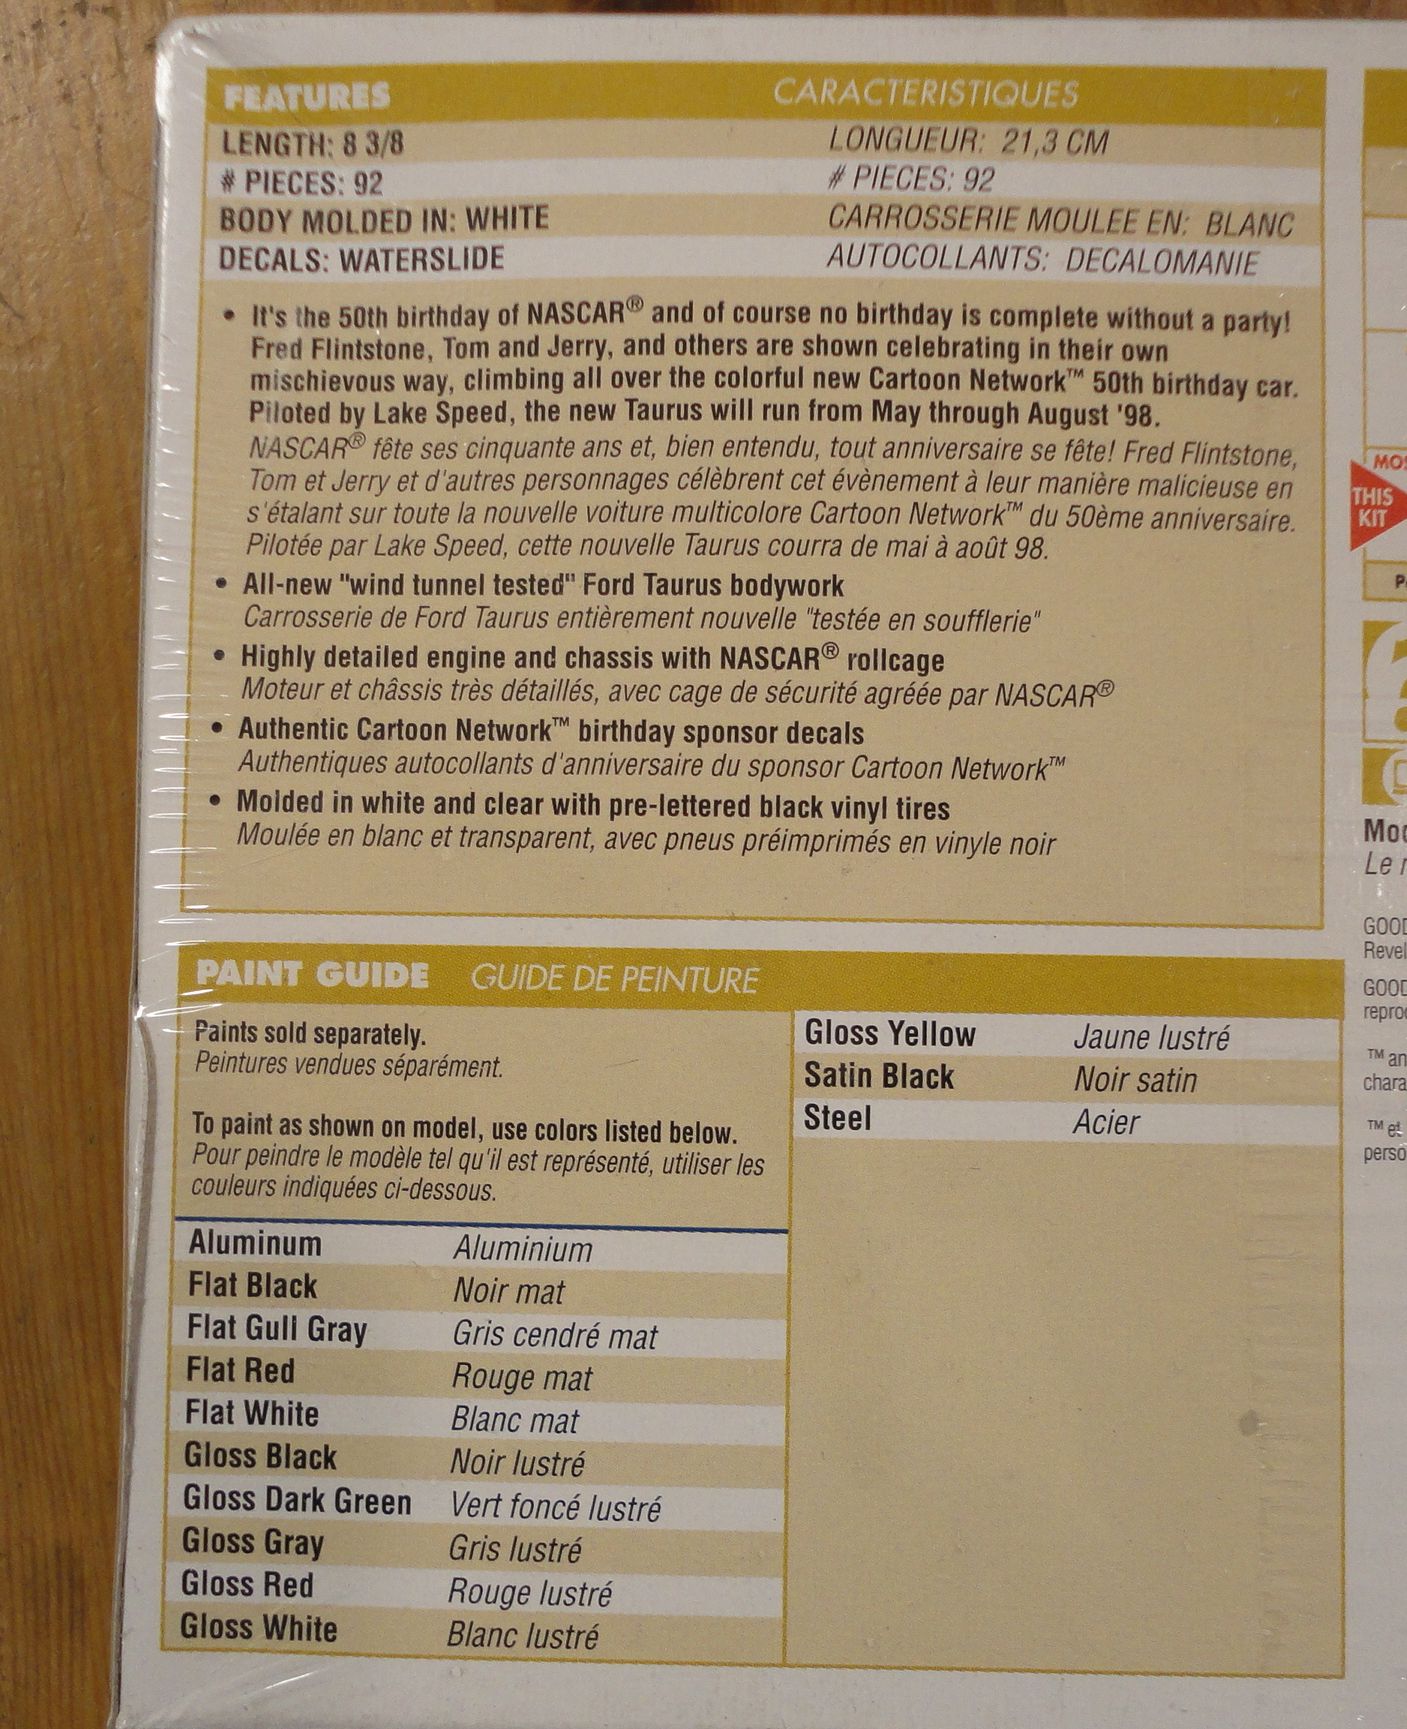 FEATURES CARACTERISTIQUES
LENGTH: 8 3/8 LONGUEUR: 21,3 CM
# PIECES: 92 # PIECES: 92
BODY MOLDED IN: WHITE CARROSSERIE MOULEE EN: BLANC
DECALS: WATERSLIDE AUTOCOLLANTS: DECALOMANIE
• It's the 50th birthday of NASCAR® and of course no birthday is complete without a party!
Fred Flintstone, Tom and Jerry, and others are shown celebrating in their own
mischievous way, climbing all over the colorful new Cartoon Network™ 50th birthday car.
Piloted by Lake Speed, the new Taurus will run from May through August '98.
NASCAR® fête ses cinquante ans et, bien entendu, tout anniversaire se fête! Fred Flintstone,
Tom et Jerry et d'autres personnages célèbrent cet évènement à leur manière malicieuse en
s'étalant sur toute la nouvelle voiture multicolore Cartoon Network™ du 50ème anniversaire.
Pilotée par Lake Speed, cette nouvelle Taurus courra de mai à août 98.
• All-new "wind tunnel tested" Ford Taurus bodywork
Carrosserie de Ford Taurus entièrement nouvelle "testée en soufflerie"
• Highly detailed engine and chassis with NASCAR® rollcage
Moteur et châssis très détaillés, avec cage de sécurité agréée par NASCAR®
• Authentic Cartoon Network™ birthday sponsor decals
Authentiques autocollants d'anniversaire du sponsor Cartoon Network™
• Molded in white and clear with pre-lettered black vinyl tires
Moulée en blanc et transparent, avec pneus préimprimés en vinyle noir
PAINT GUIDE GUIDE DE PEINTURE
Paints sold separately.
Peintures vendues séparément.
To paint as shown on model, use colors listed below.
Pour peindre le modèle tel qu'il est représenté, utiliser les
couleurs indiquées ci-dessous.
Aluminum Aluminium
Flat Black Noir mat
Flat Gull Gray Gris cendré mat
Flat Red Rouge mat
Flat White Blanc mat
Gloss Black Noir lustré
Gloss Dark Green Vert foncé lustré
Gloss Gray Gris lustré
Gloss Red Rouge lustré
Gloss White Blanc lustré
Gloss Yellow Jaune lustré
Satin Black Noir satin
Steel Acier
THIS
KIT
Le
™
™ et